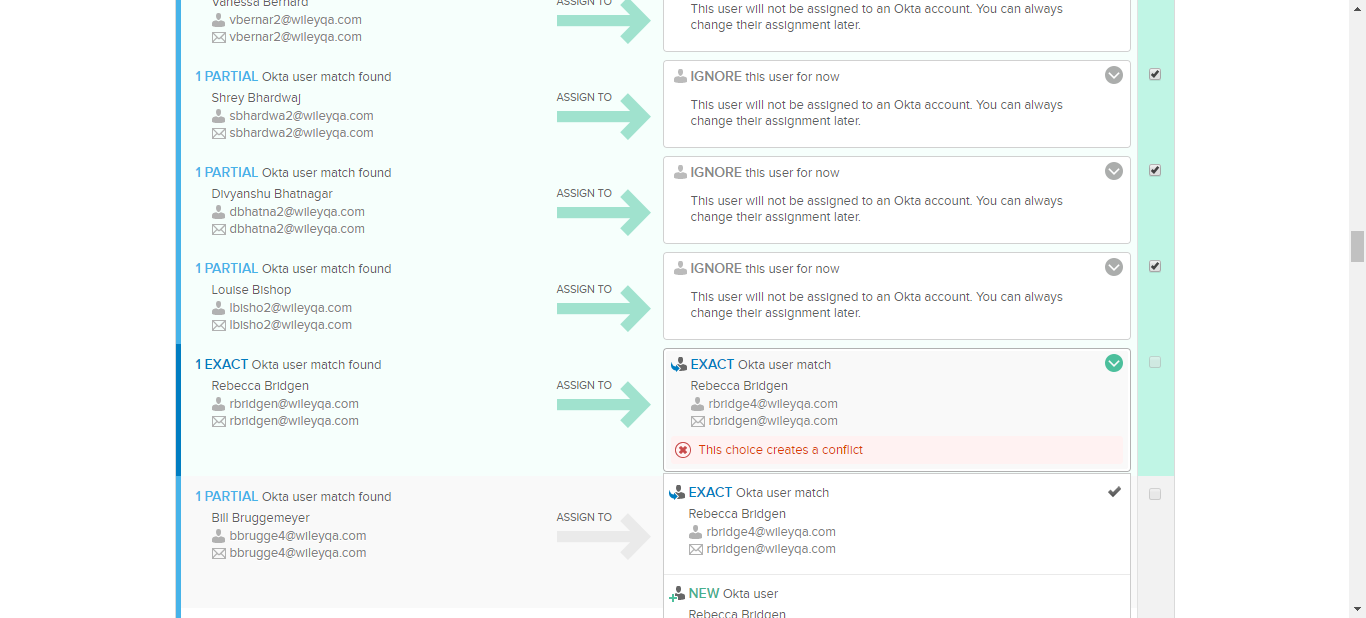 Vanessa Bernard
ASSIGN TO
vbernar2@wileyqa.com
vbernar2@wileyqa.com
This user will not be assigned to an Okta account. You can always
change their assignment later.
1 PARTIAL Okta user match found
Shrey Bhardwaj
sbhardwa2@wileyqa.com
sbhardwa2@wileyqa.com
ASSIGN TO
IGNORE this user for now
This user will not be assigned to an Okta account. You can always
change their assignment later.
1 PARTIAL Okta user match found
Divyanshu Bhatnagar
dbhatna2@wileyqa.com
dbhatna2@wileyqa.com
ASSIGN TO
IGNORE this user for now
This user will not be assigned to an Okta account. You can always
change their assignment later.
1 PARTIAL Okta user match found
Louise Bishop
lbisho2@wileyqa.com
lbisho2@wileyqa.com
ASSIGN TO
IGNORE this user for now
This user will not be assigned to an Okta account. You can always
change their assignment later.
1 EXACT Okta user match found
Rebecca Bridgen
rbridgen@wileyqa.com
rbridgen@wileyqa.com
ASSIGN TO
EXACT Okta user match
Rebecca Bridgen
rbridge4@wileyqa.com
rbridgen@wileyqa.com
This choice creates a conflict
1 PARTIAL Okta user match found
Bill Bruggemeyer
bbrugge4@wileyqa.com
bbrugge4@wileyqa.com
ASSIGN TO
EXACT Okta user match
Rebecca Bridgen
rbridge4@wileyqa.com
rbridgen@wileyqa.com
NEW Okta user
Rebecca Bridgen